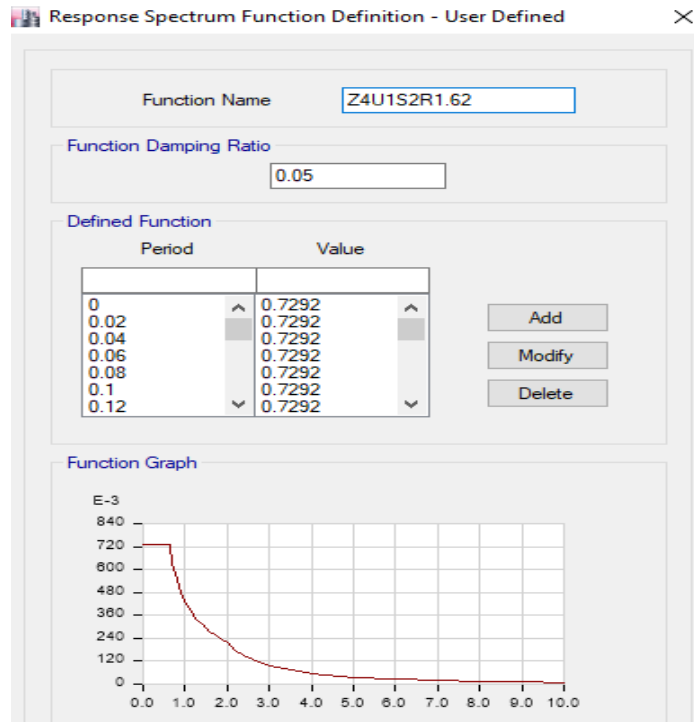 Response Spectrum Function Definition - User Defined
Function Name Z4U1S2R1.62
Function Damping Ratio
0.05
Defined Function
Period Value
0 0.7292
0.02 0.7292
0.04 0.7292
0.06 0.7292
0.08 0.7292
0.1 0.7292
0.12 0.7292
Add
Modify
Delete
Function Graph
E-3
840
720
600
480
360
240
120
0
0.0 1.0 2.0 3.0 4.0 5.0 6.0 7.0 8.0 9.0 10.0